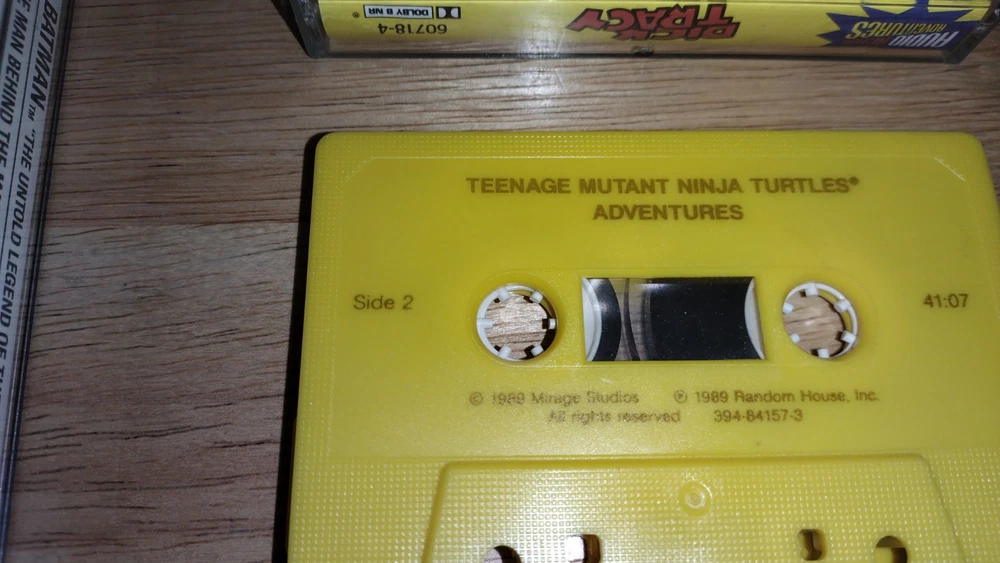 BATMAN™ "THE UNTOLD LEGEND OF
MAN BEHIND THE
AUDIO
ADVENTURES
DICK
TRACY
DOLBY B NR
60718-4
TEENAGE MUTANT NINJA TURTLES®
ADVENTURES
Side 2
41:07
© 1989 Mirage Studios ℗ 1989 Random House, Inc.
All rights reserved 394-84157-3